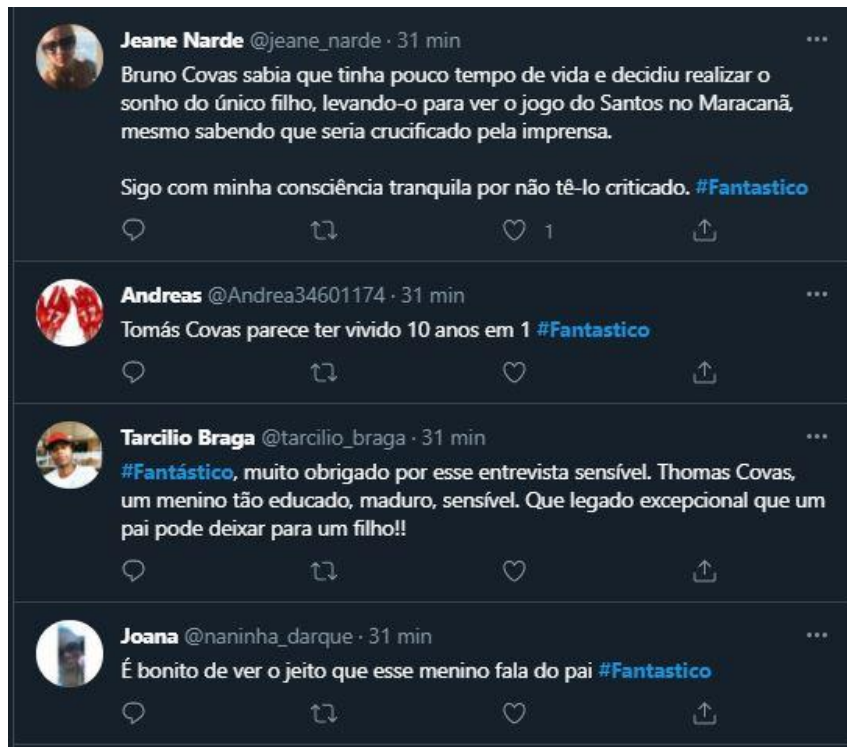 Jeane Narde @jeane_narde · 31 min
Bruno Covas sabia que tinha pouco tempo de vida e decidiu realizar o
sonho do único filho, levando-o para ver o jogo do Santos no Maracanã,
mesmo sabendo que seria crucificado pela imprensa.
Sigo com minha consciência tranquila por não tê-lo criticado. #Fantastico
1
Andreas @Andrea34601174 · 31 min
Tomás Covas parece ter vivido 10 anos em 1 #Fantastico
Tarcilio Braga @tarcilio_braga · 31 min
#Fantástico, muito obrigado por esse entrevista sensível. Thomas Covas,
um menino tão educado, maduro, sensível. Que legado excepcional que um
pai pode deixar para um filho!!
Joana @naninha_darque · 31 min
É bonito de ver o jeito que esse menino fala do pai #Fantastico